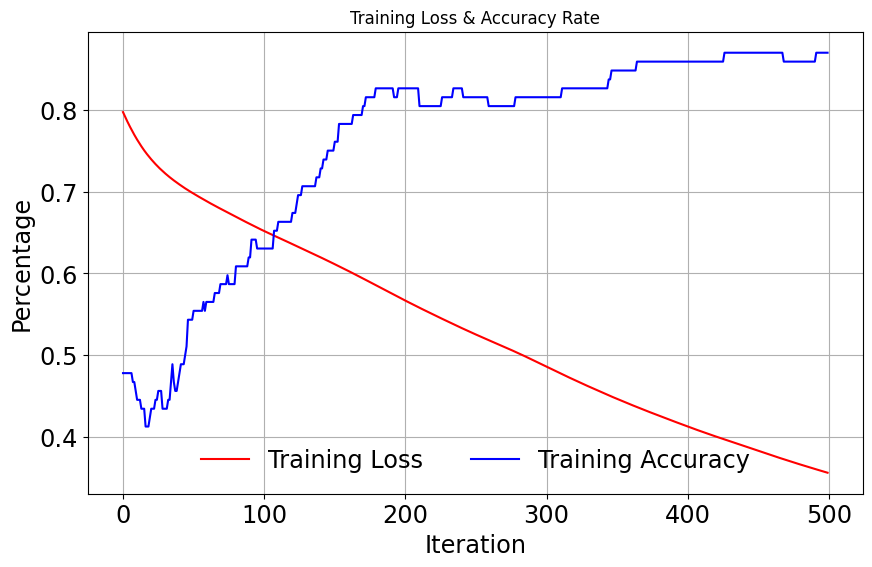 Training Loss & Accuracy Rate
0.8
0.7
0.6
0.5
0.4
Percentage
Training Loss
Training Accuracy
0 100 200 300 400 500
Iteration